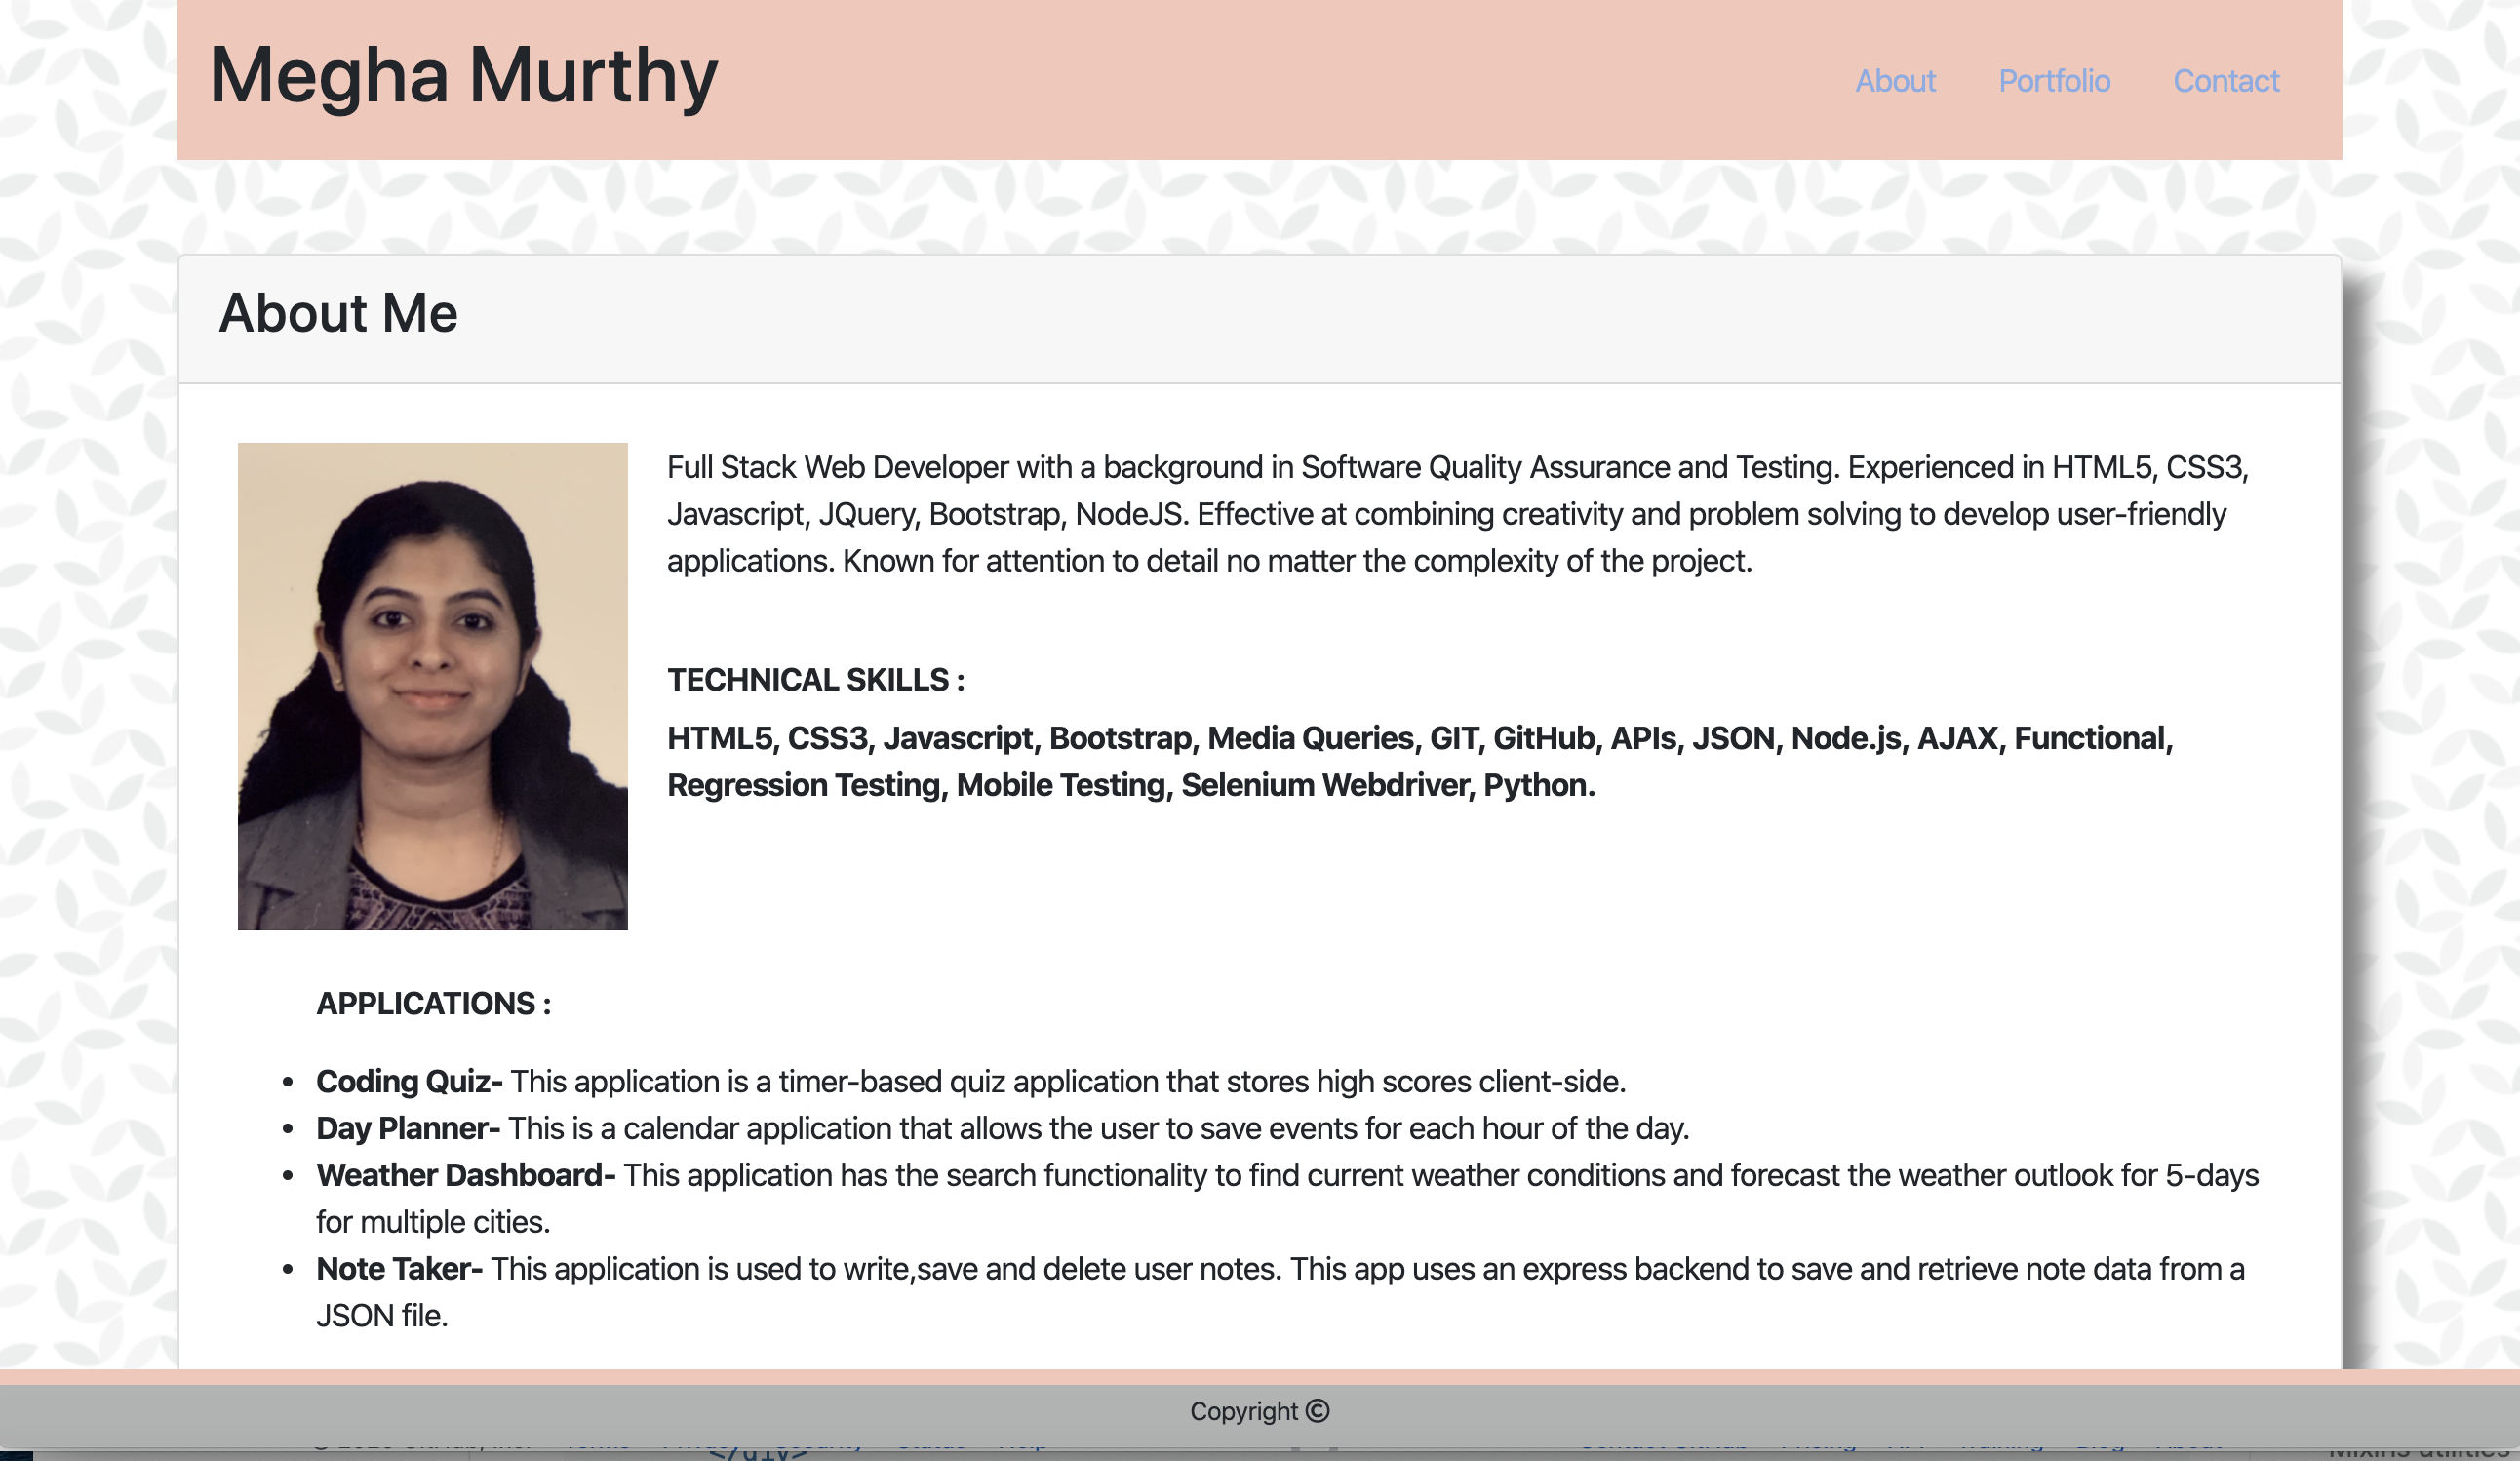 Megha Murthy
About Portfolio Contact
About Me
Full Stack Web Developer with a background in Software Quality Assurance and Testing. Experienced in HTML5, CSS3,
Javascript, JQuery, Bootstrap, NodeJS. Effective at combining creativity and problem solving to develop user-friendly
applications. Known for attention to detail no matter the complexity of the project.
TECHNICAL SKILLS :
HTML5, CSS3, Javascript, Bootstrap, Media Queries, GIT, GitHub, APIs, JSON, Node.js, AJAX, Functional,
Regression Testing, Mobile Testing, Selenium Webdriver, Python.
APPLICATIONS :
• Coding Quiz- This application is a timer-based quiz application that stores high scores client-side.
• Day Planner- This is a calendar application that allows the user to save events for each hour of the day.
• Weather Dashboard- This application has the search functionality to find current weather conditions and forecast the weather outlook for 5-days
for multiple cities.
• Note Taker- This application is used to write,save and delete user notes. This app uses an express backend to save and retrieve note data from a
JSON file.
Copyright ©